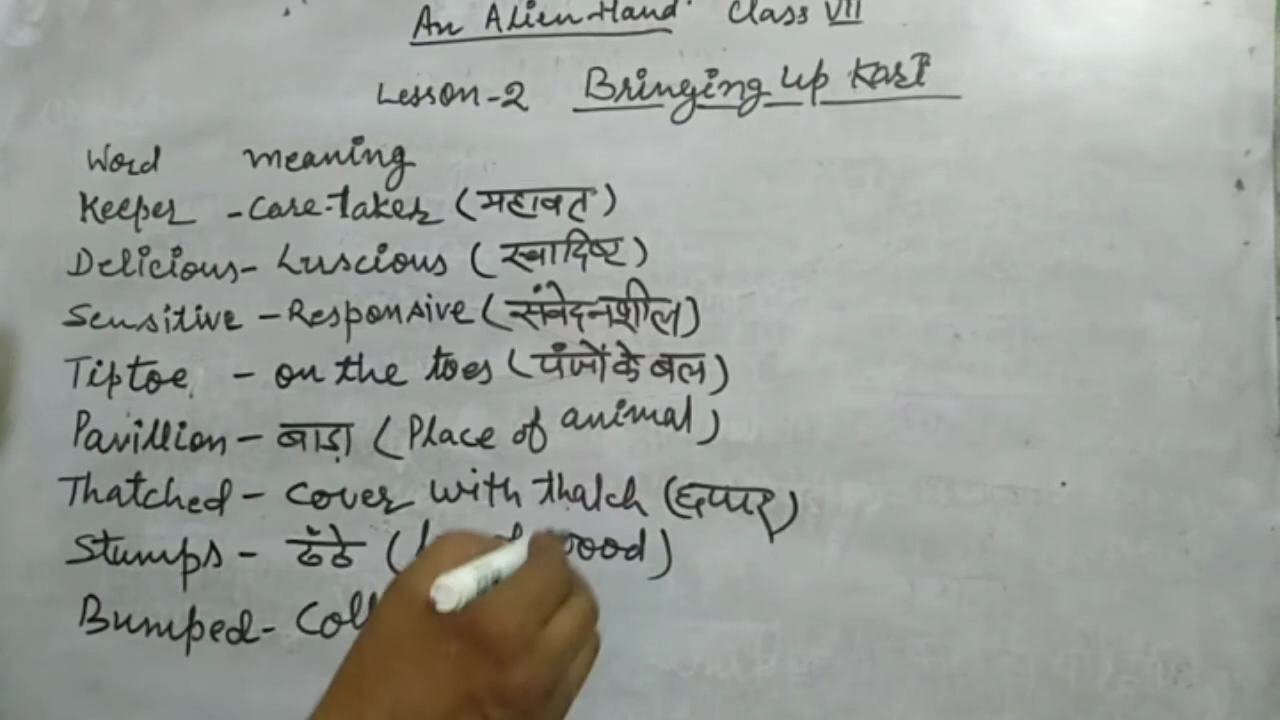 An Alien Hand Class VII
Lesson-2 Bringing up Kari
Word meaning
Keeper - Care-taker (महावत)
Delicious - Luscious (स्वादिष्ट)
Sensitive - Responsive (संवेदनशील)
Tiptoe - on the toes (पंजों के बल)
Pavillion - बाड़ा (Place of animal)
Thatched - cover with thatch (छप्पर)
Stumps - ठूँठे ( wood)
Bumped -